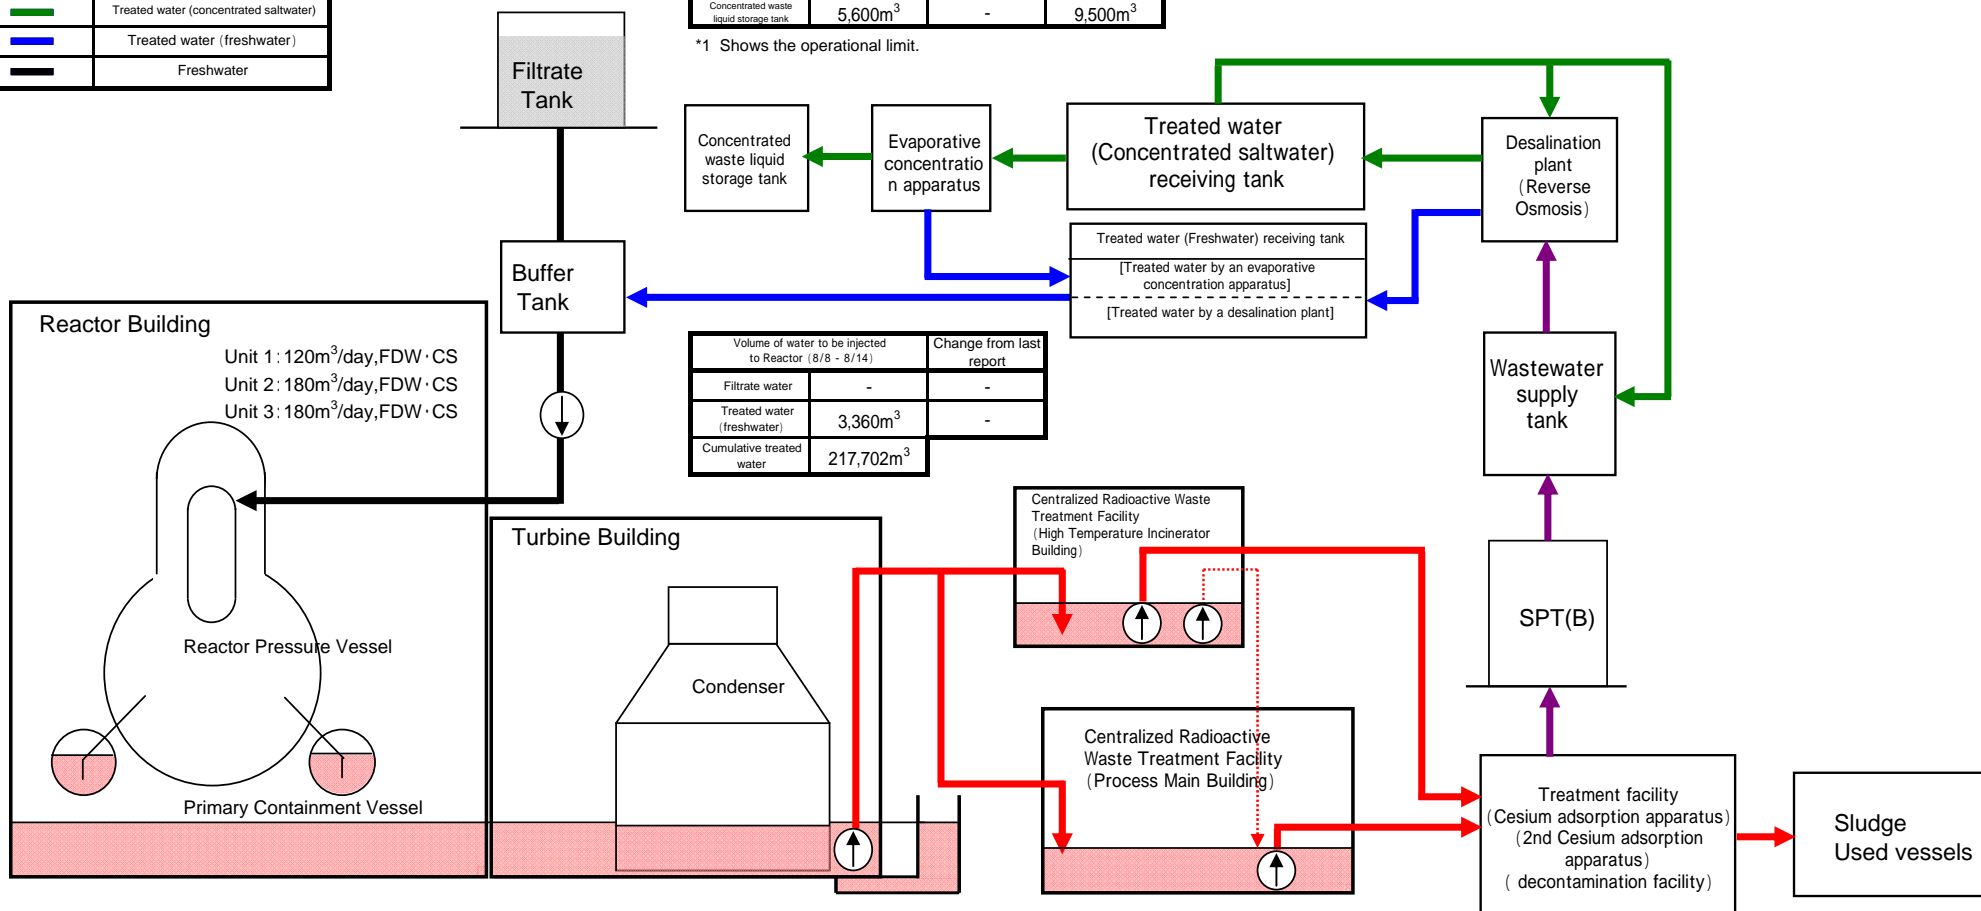 Treated water (concentrated saltwater)
Treated water (freshwater)
Freshwater
Concentrated waste
liquid storage tank
5,600m³
-
9,500m³
*1 Shows the operational limit.
Filtrate
Tank
Concentrated
waste liquid
storage tank
Evaporative
concentratio
n apparatus
Treated water
(Concentrated saltwater)
receiving tank
Desalination
plant
(Reverse
Osmosis)
Treated water (Freshwater) receiving tank
[Treated water by an evaporative
concentration apparatus]
[Treated water by a desalination plant]
Buffer
Tank
Reactor Building
Unit 1:120m³/day,FDW·CS
Unit 2:180m³/day,FDW·CS
Unit 3:180m³/day,FDW·CS
Volume of water to be injected
to Reactor (8/8 - 8/14)
Change from last
report
Filtrate water
-
-
Treated water
(freshwater)
3,360m³
-
Cumulative treated
water
217,702m³
Wastewater
supply
tank
Centralized Radioactive Waste
Treatment Facility
(High Temperature Incinerator
Building)
Turbine Building
SPT(B)
Reactor Pressure Vessel
Condenser
Centralized Radioactive
Waste Treatment Facility
(Process Main Building)
Primary Containment Vessel
Treatment facility
(Cesium adsorption apparatus)
(2nd Cesium adsorption
apparatus)
( decontamination facility)
Sludge
Used vessels